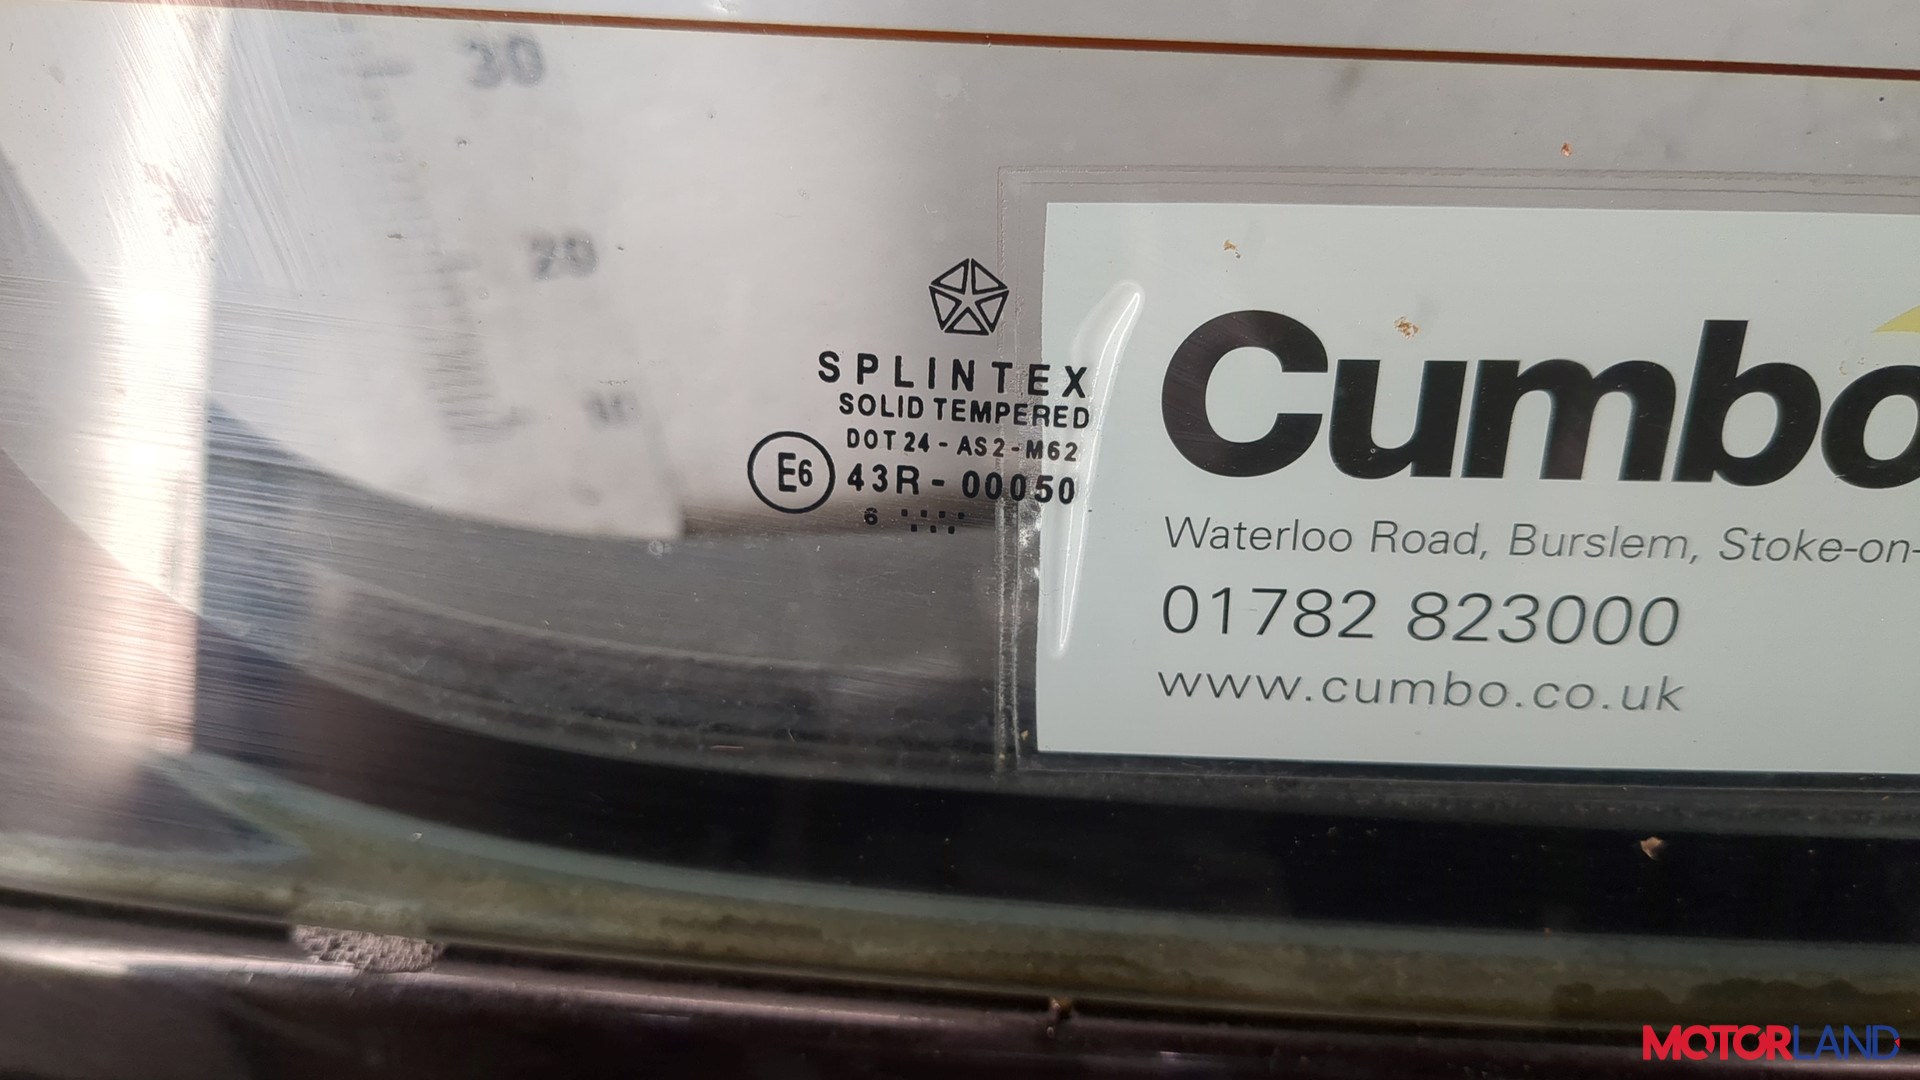 30
20
10
SPLINTEX
SOLID TEMPERED
DOT 24 - AS2 - M62
E6 43R - 00050
6
Cumbo
Waterloo Road, Burslem, Stoke-on-
01782 823000
www.cumbo.co.uk
MOTORLAND